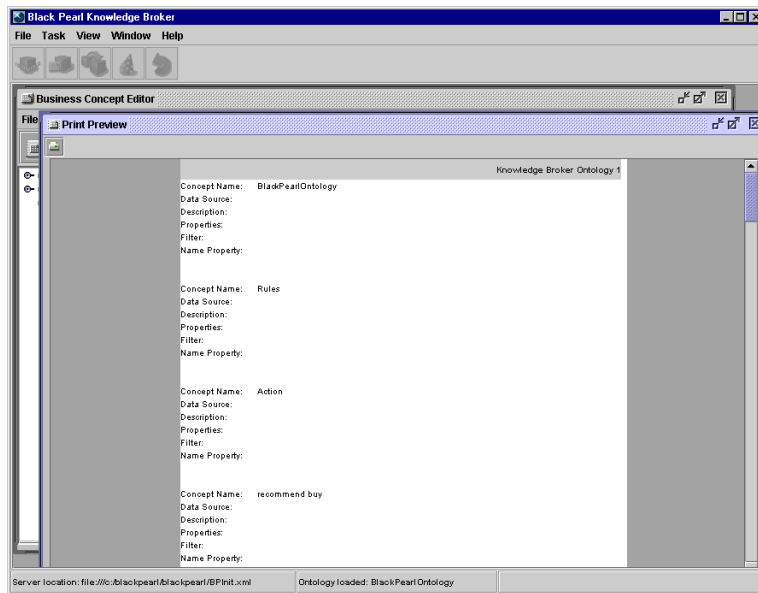 Black Pearl Knowledge Broker
File Task View Window Help
Business Concept Editor
File
Print Preview
Knowledge Broker Ontology 1
Concept Name: BlackPearlOntology
Data Source:
Description:
Properties:
Filter:
Name Property:
Concept Name: Rules
Data Source:
Description:
Properties:
Filter:
Name Property:
Concept Name: Action
Data Source:
Description:
Properties:
Filter:
Name Property:
Concept Name: recommend buy
Data Source:
Description:
Properties:
Filter:
Name Property:
Server location: file:///c:/blackpearl/blackpearl/BPInit.xml
Ontology loaded: BlackPearlOntology